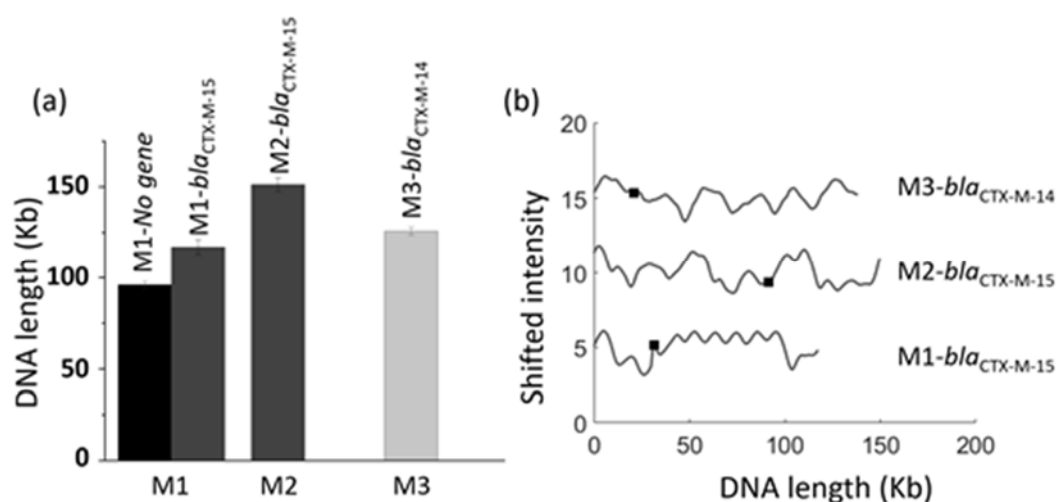 (a)
M1-No gene
M1-blaCTX-M-15
M2-blaCTX-M-15
M3-blaCTX-M-14
DNA length (Kb)
150
100
50
0
M1 M2 M3
(b)
Shifted intensity
20
15
10
5
0
M3-blaCTX-M-14
M2-blaCTX-M-15
M1-blaCTX-M-15
0 50 100 150 200
DNA length (Kb)